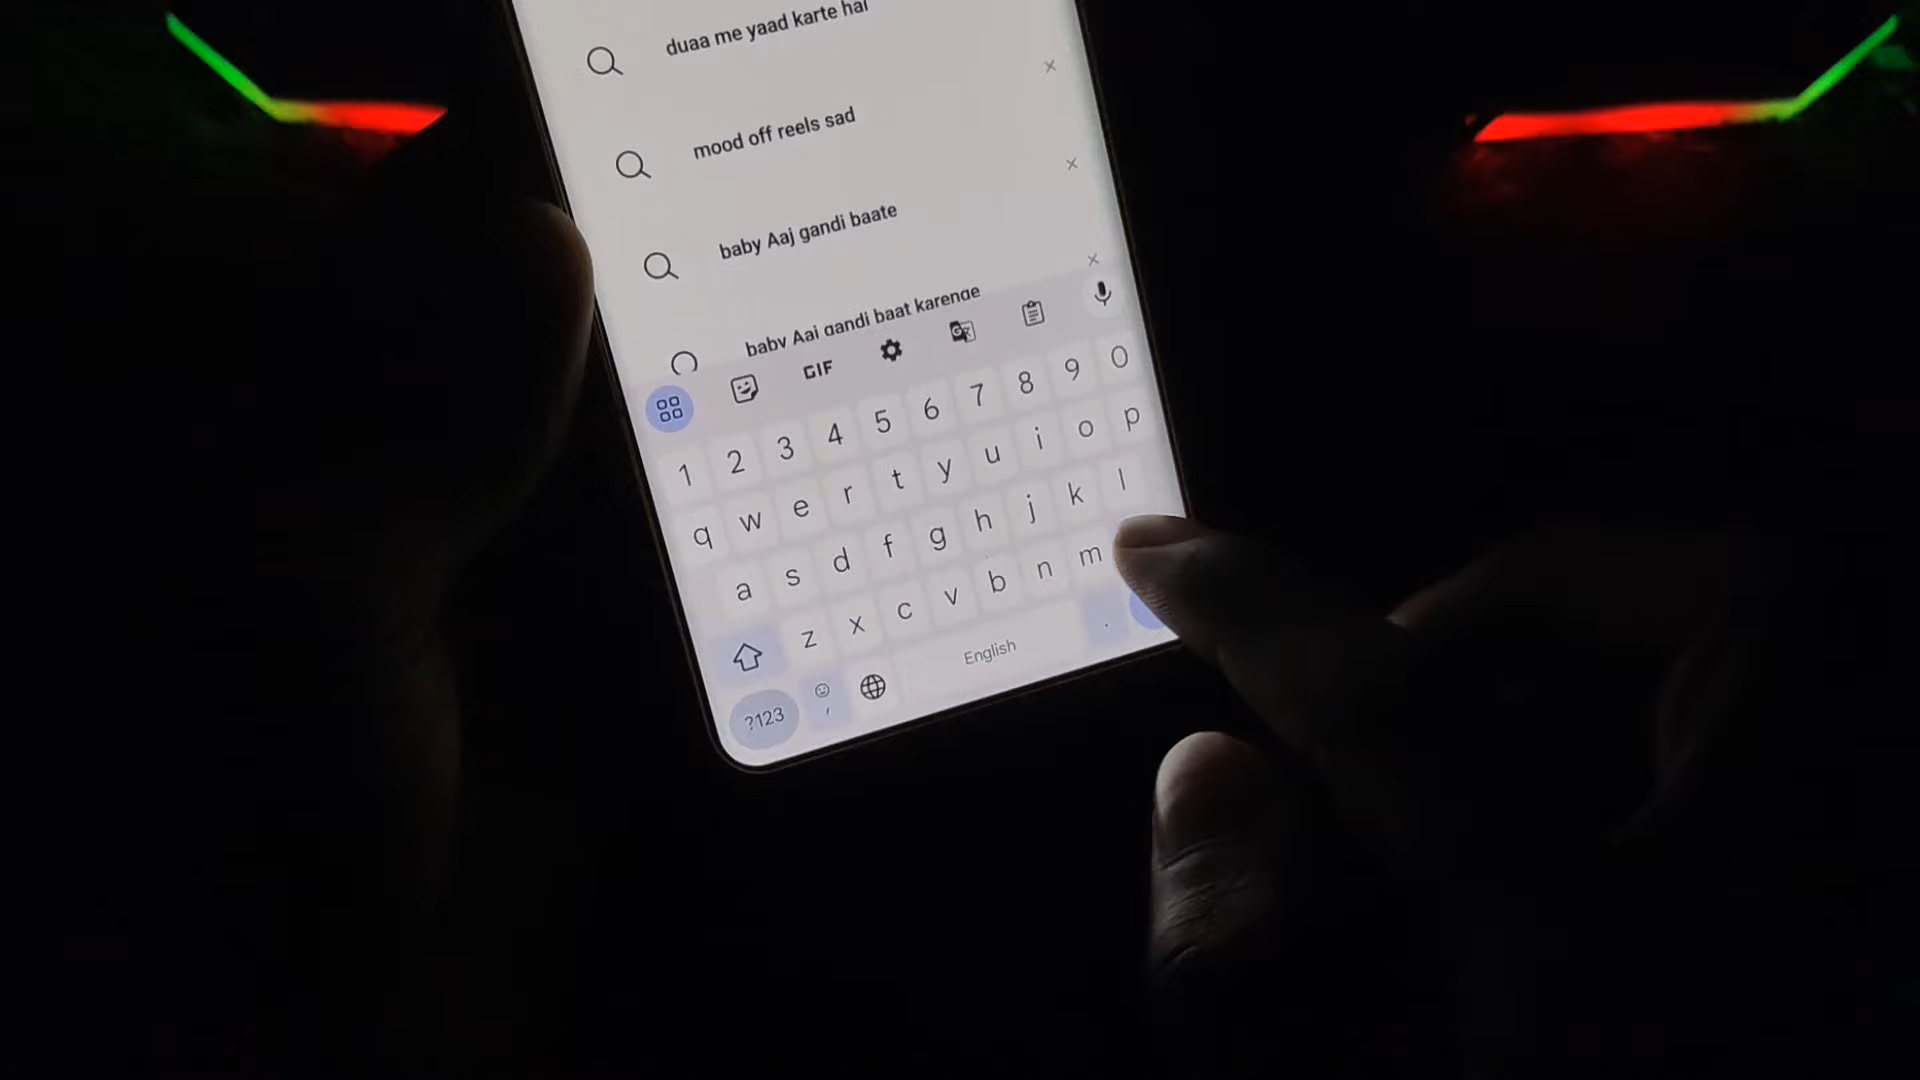 duaa me yaad karte hai
mood off reels sad
baby Aaj gandi baate
baby Aaj gandi baat karenge
GIF
1 2 3 4 5 6 7 8 9 0
q w e r t y u i o p
a s d f g h j k l
z x c v b n m
?123 , English .